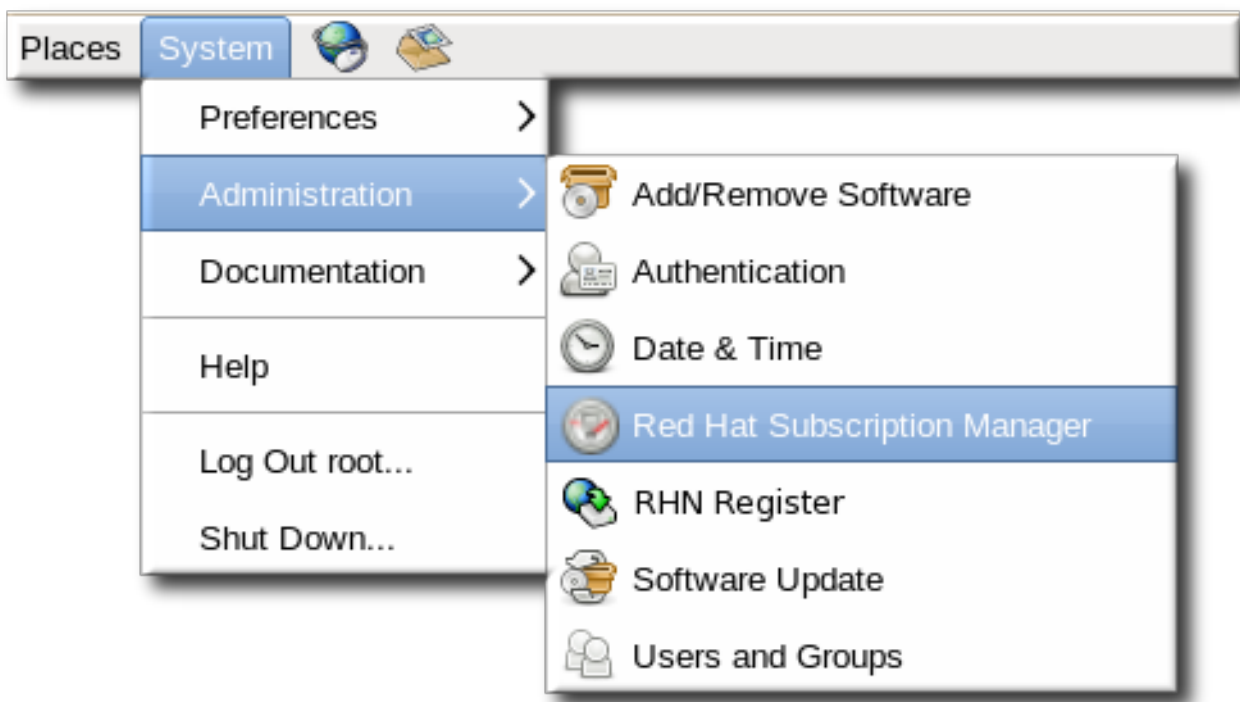 Places System
Preferences
Administration
Documentation
Help
Log Out root...
Shut Down...
Add/Remove Software
Authentication
Date & Time
Red Hat Subscription Manager
RHN Register
Software Update
Users and Groups